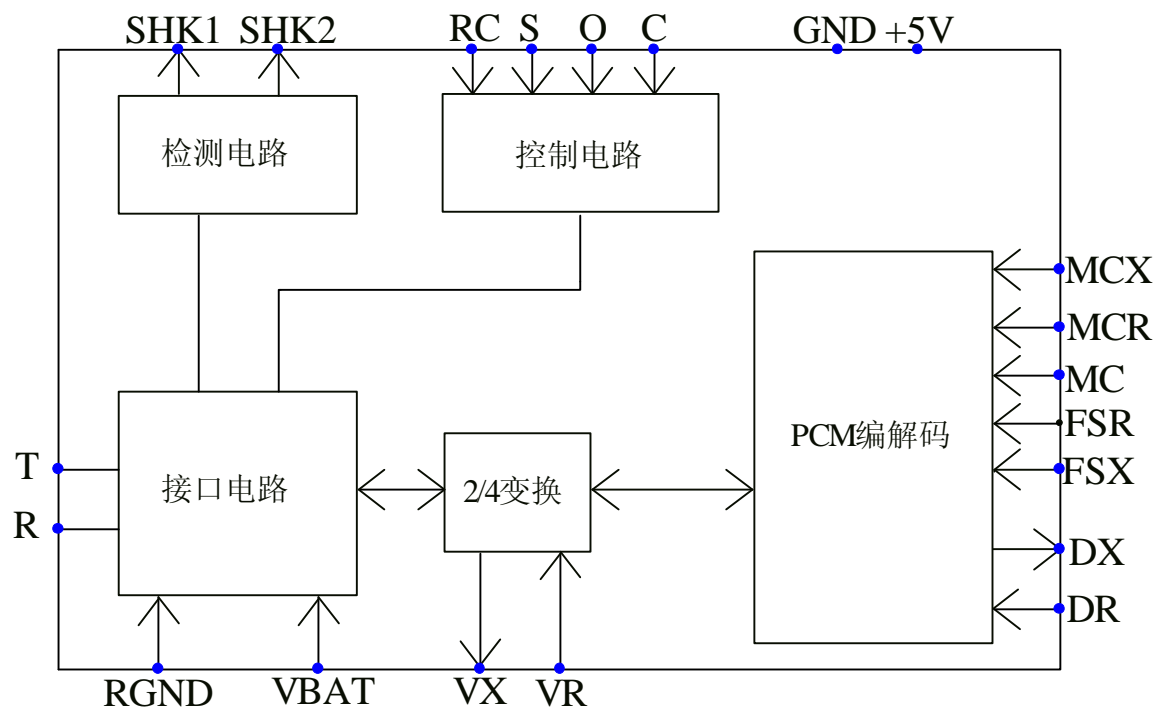 SHK1 SHK2 RC S O C GND +5V
检测电路
控制电路
MCX
MCR
MC
FSR
FSX
DX
DR
PCM编解码
T
R
接口电路
2/4变换
RGND VBAT VX VR